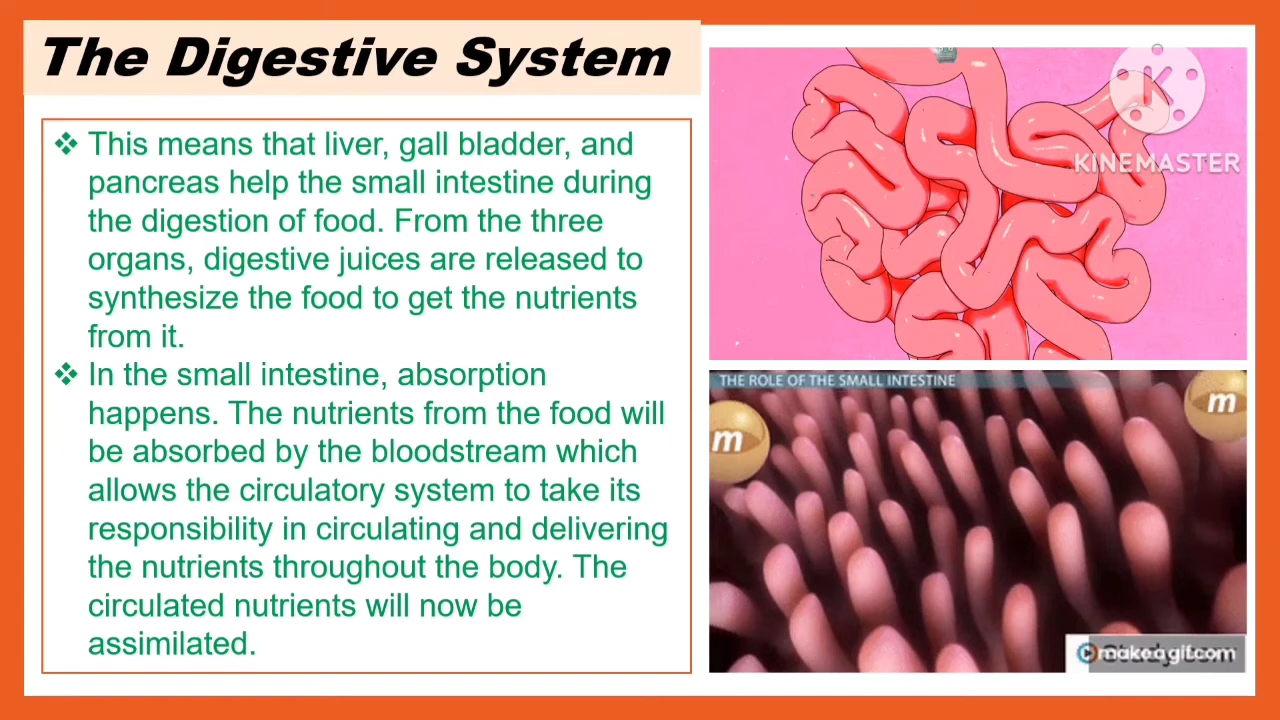 The Digestive System
❖ This means that liver, gall bladder, and
pancreas help the small intestine during
the digestion of food. From the three
organs, digestive juices are released to
synthesize the food to get the nutrients
from it.
❖ In the small intestine, absorption
happens. The nutrients from the food will
be absorbed by the bloodstream which
allows the circulatory system to take its
responsibility in circulating and delivering
the nutrients throughout the body. The
circulated nutrients will now be
assimilated.
K
KINEMASTER
THE ROLE OF THE SMALL INTESTINE
m
m
makeagif.com